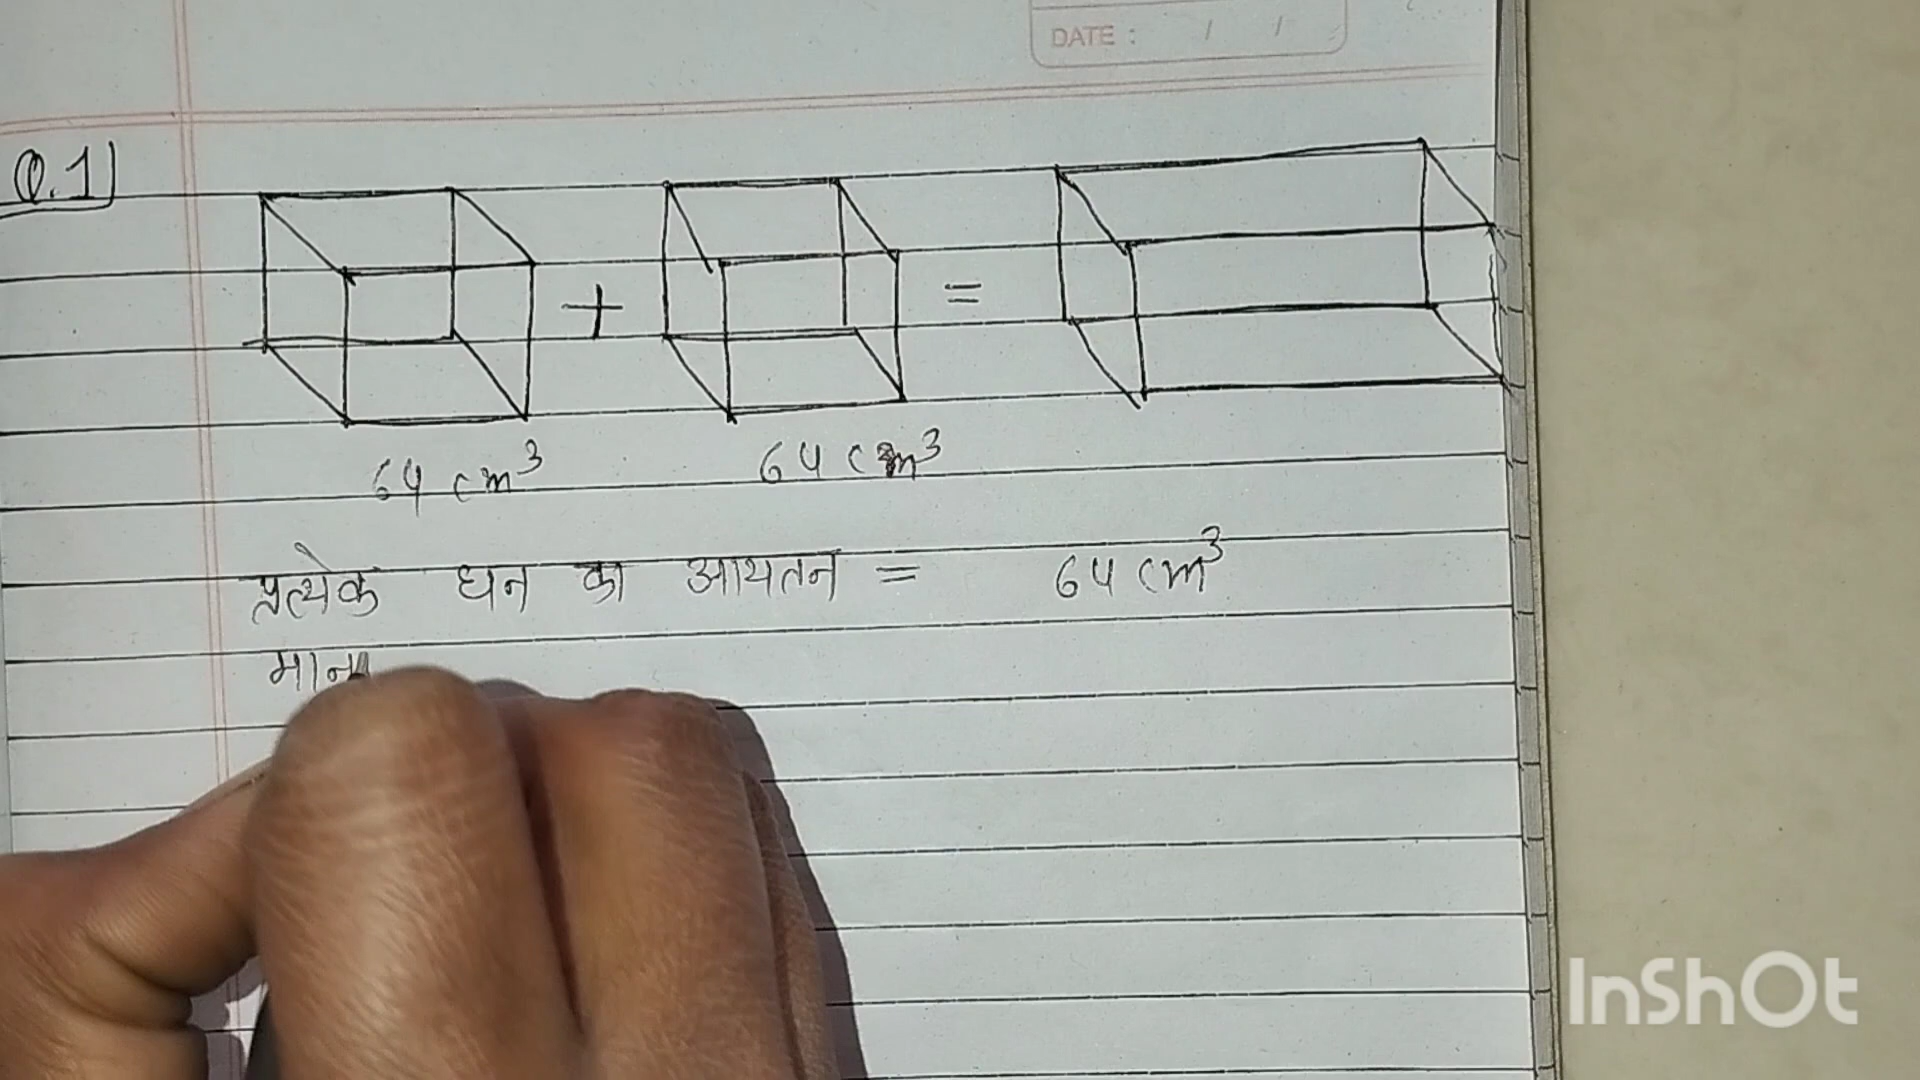 DATE : / /
Q.1)
+ =
64 cm³ 64 cm³
प्रत्येक घन का आयतन = 64 cm³
माना
InShOt